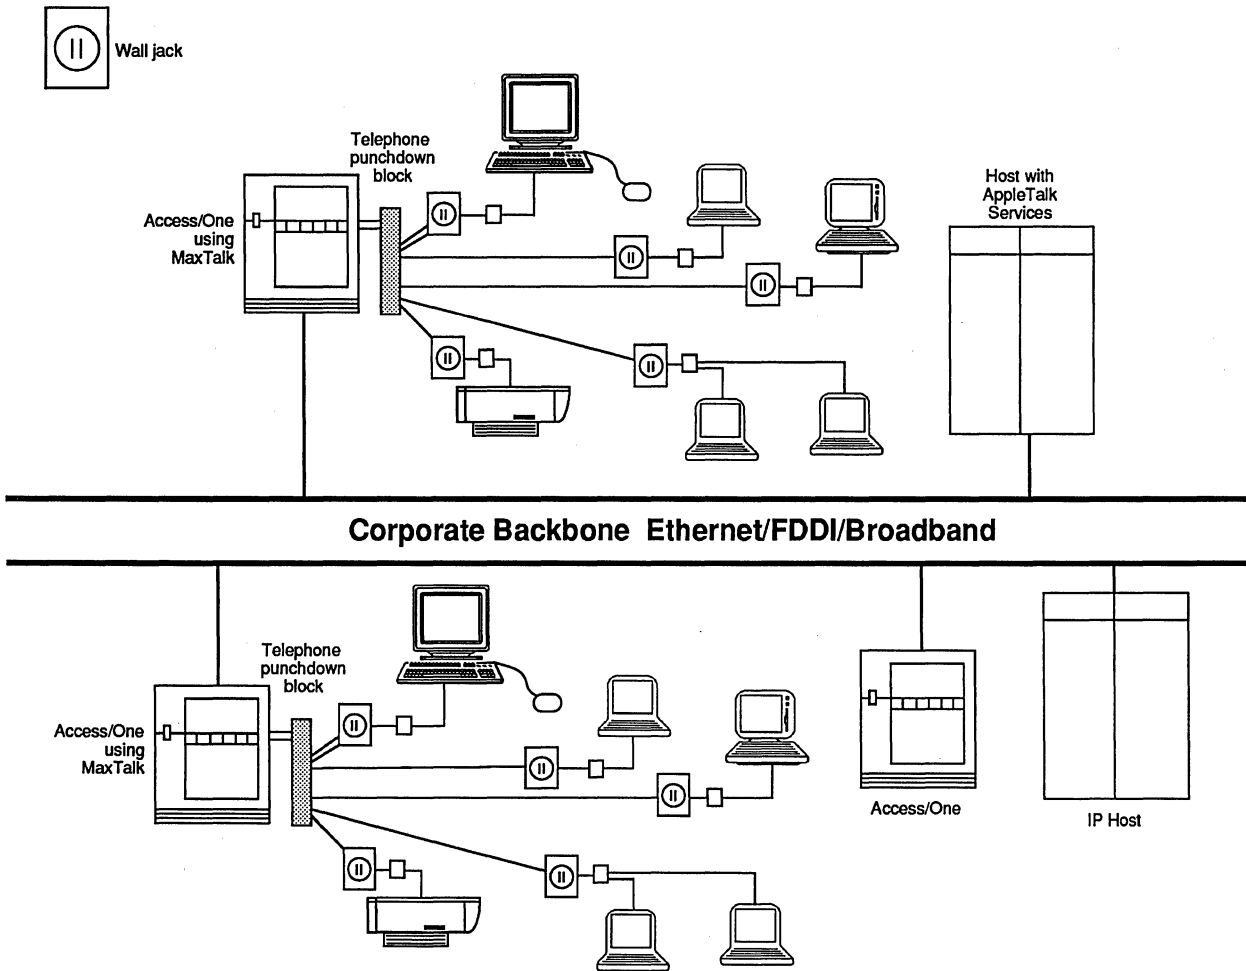 Wall jack
Telephone
punchdown
block
Access/One
using
MaxTalk
Host with
AppleTalk
Services
Corporate Backbone Ethernet/FDDI/Broadband
Telephone
punchdown
block
Access/One
using
MaxTalk
Access/One
IP Host